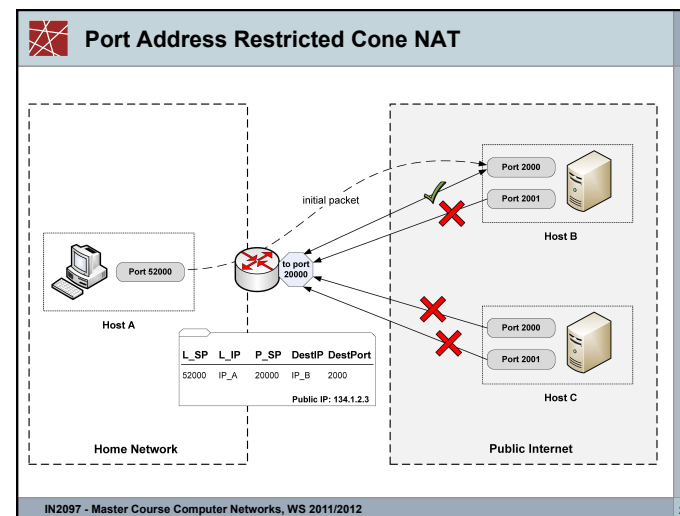 Port Address Restricted Cone NAT
initial packet
Port 2000
Port 2001
Host B
Port 52000
to port
20000
Host A
Port 2000
Port 2001
Host C
L_SP L_IP P_SP DestIP DestPort
52000 IP_A 20000 IP_B 2000
Public IP: 134.1.2.3
Home Network
Public Internet
IN2097 - Master Course Computer Networks, WS 2011/2012